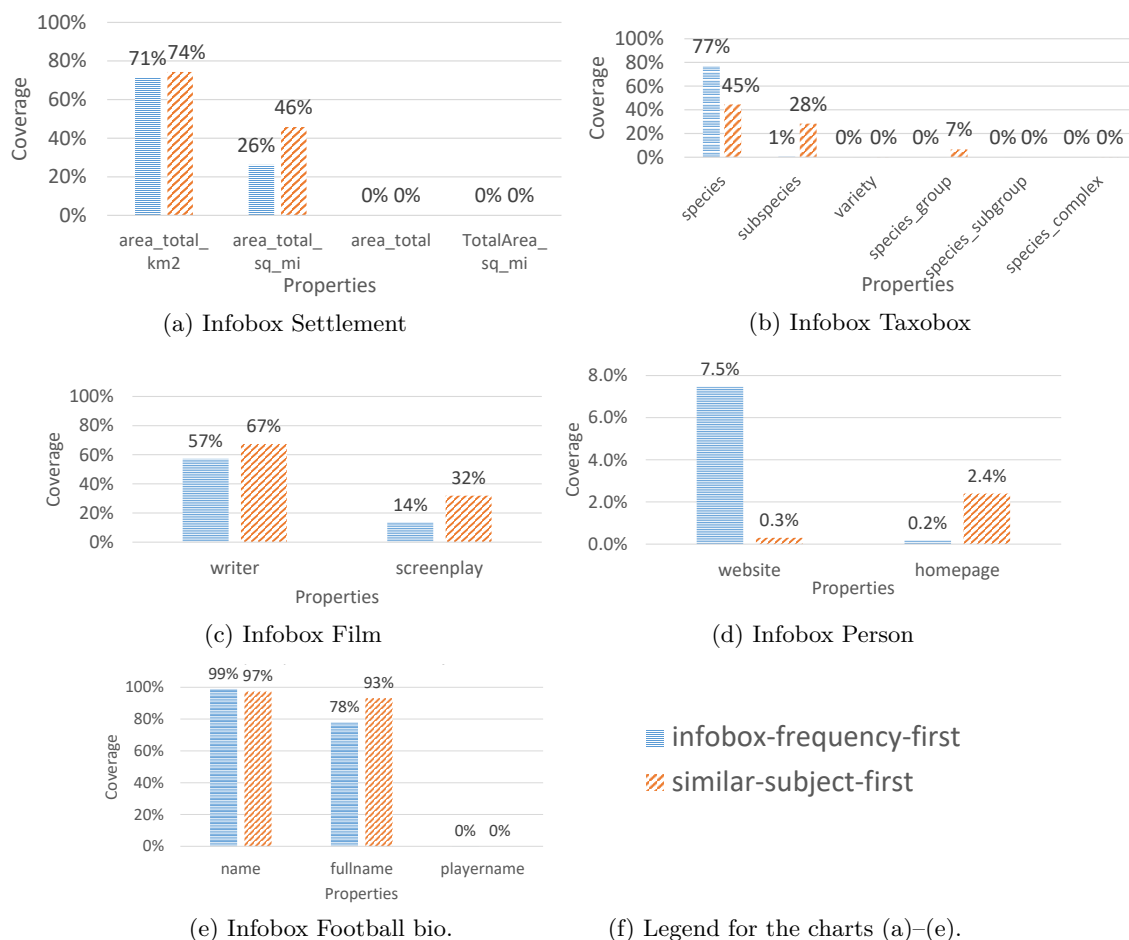 100%
80%
60%
40%
20%
0%
Coverage
71%
74%
26%
46%
0% 0%
0% 0%
area_total_
km2
area_total_
sq_mi
area_total
TotalArea_
sq_mi
Properties
(a) Infobox Settlement
100%
80%
60%
40%
20%
0%
Coverage
77%
45%
1%
28%
0% 0%
0% 7%
0% 0%
0% 0%
species
subspecies
variety
species_group
species_subgroup
species_complex
Properties
(b) Infobox Taxobox
100%
80%
60%
40%
20%
0%
Coverage
57%
67%
14%
32%
writer
screenplay
Properties
(c) Infobox Film
8.0%
6.0%
4.0%
2.0%
0.0%
Coverage
7.5%
0.3%
0.2%
2.4%
website
homepage
Properties
(d) Infobox Person
100%
80%
60%
40%
20%
0%
Coverage
99% 97%
78%
93%
0% 0%
name
fullname
playername
Properties
(e) Infobox Football bio.
infobox-frequency-first
similar-subject-first
(f) Legend for the charts (a)–(e).